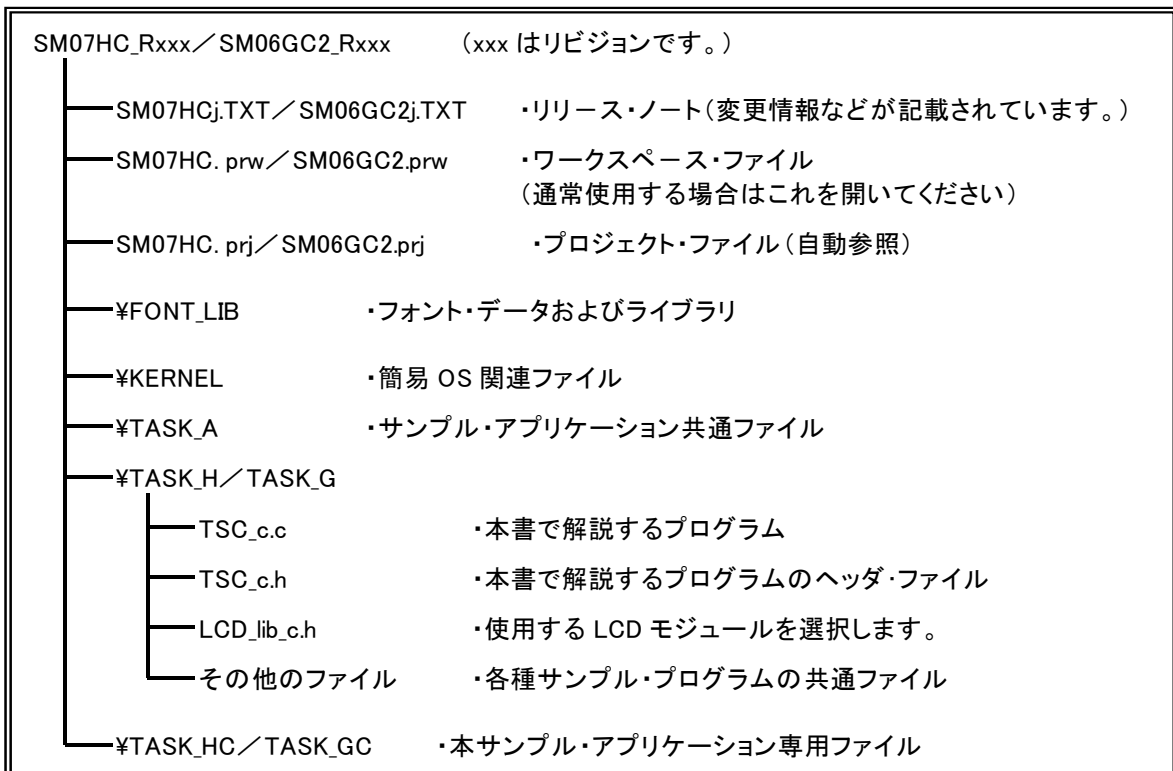 SM07HC_Rxxx／SM06GC2_Rxxx （xxx はリビジョンです。）
SM07HCj.TXT／SM06GC2j.TXT ・リリース・ノート（変更情報などが記載されています。）
SM07HC. prw／SM06GC2.prw ・ワークスペース・ファイル
（通常使用する場合はこれを開いてください）
SM07HC. prj／SM06GC2.prj ・プロジェクト・ファイル（自動参照）
¥FONT_LIB ・フォント・データおよびライブラリ
¥KERNEL ・簡易 OS 関連ファイル
¥TASK_A ・サンプル・アプリケーション共通ファイル
¥TASK_H／TASK_G
TSC_c.c ・本書で解説するプログラム
TSC_c.h ・本書で解説するプログラムのヘッダ・ファイル
LCD_lib_c.h ・使用する LCD モジュールを選択します。
その他のファイル ・各種サンプル・プログラムの共通ファイル
¥TASK_HC／TASK_GC ・本サンプル・アプリケーション専用ファイル